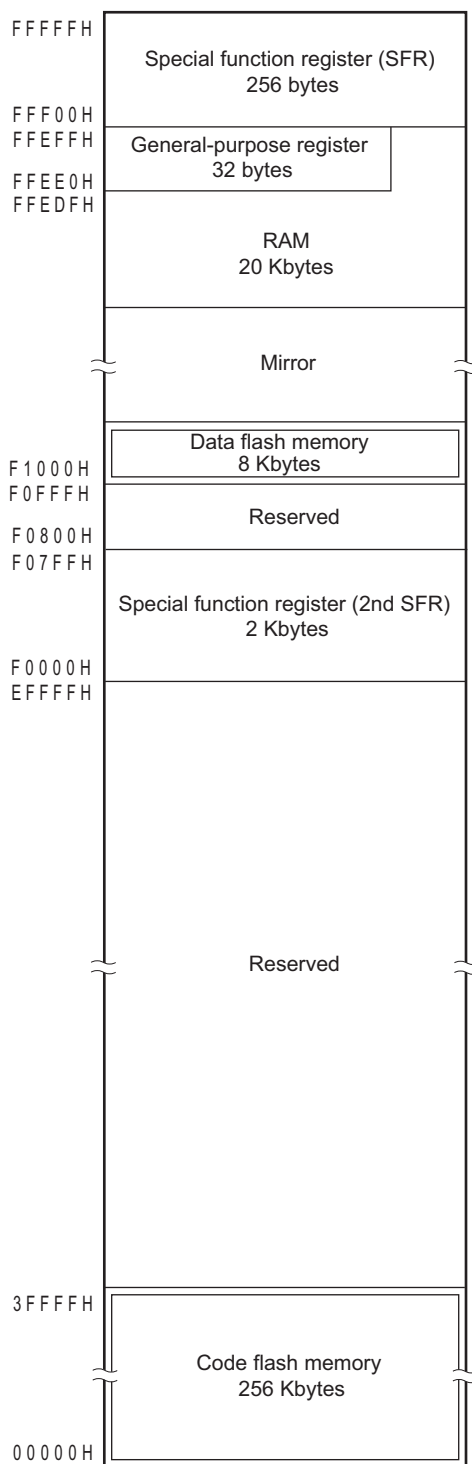 FFFFFH
Special function register (SFR)
256 bytes
FFF00H
FFEFFH
General-purpose register
32 bytes
FFEE0H
FFEDFH
RAM
20 Kbytes
Mirror
Data flash memory
8 Kbytes
F1000H
F0FFFH
Reserved
F0800H
F07FFH
Special function register (2nd SFR)
2 Kbytes
F0000H
EFFFFH
Reserved
3FFFFH
Code flash memory
256 Kbytes
00000H